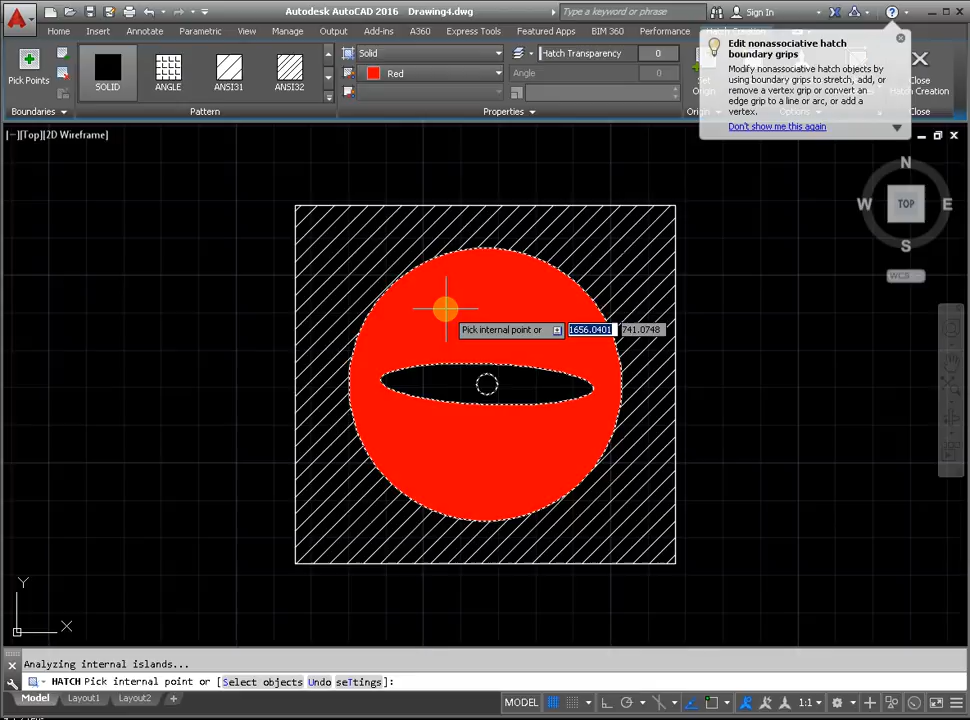 Autodesk AutoCAD 2016 Drawing4.dwg
Type a keyword or phrase
Sign In
Home Insert Annotate Parametric View Manage Output Add-ins A360 Express Tools Featured Apps BIM 360 Performance
Pick Points
SOLID
ANGLE
ANSI31
ANSI32
Solid
Red
Hatch Transparency 0
Angle 0
Close
Hatch Creation
Boundaries
Pattern
Properties
Close
Edit nonassociative hatch
boundary grips
Modify nonassociative hatch objects by
using boundary grips to stretch, add, or
remove a vertex grip or convert an
edge grip to a line or arc, or add a
vertex.
Don't show me this again
[−][Top][2D Wireframe]
N
W
TOP
E
S
WCS
Pick internal point or 1656.0401 741.0748
Y
X
Analyzing internal islands...
HATCH Pick internal point or [Select objects Undo seTtings]:
Model Layout1 Layout2 +
MODEL
1:1